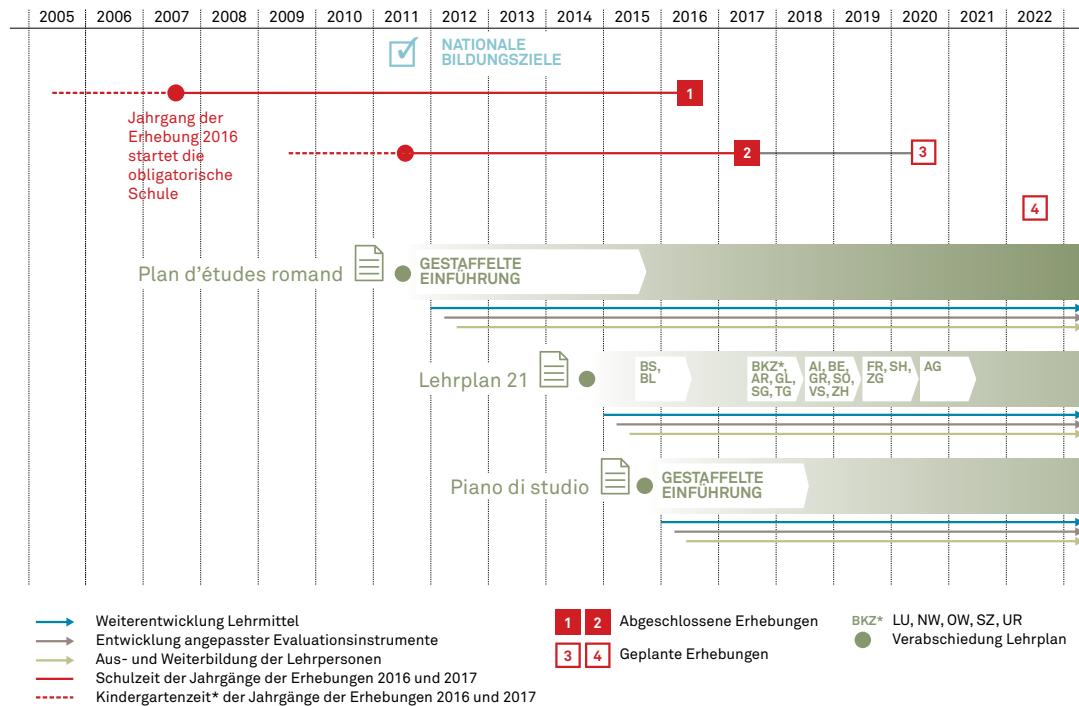 2005 2006 2007 2008 2009 2010 2011 2012 2013 2014 2015 2016 2017 2018 2019 2020 2021 2022
NATIONALE
BILDUNGSZIELE
1
Jahrgang der
Erhebung 2016
startet die
obligatorische
Schule
2
3
4
Plan d’études romand
GESTAFFELTE
EINFÜHRUNG
Lehrplan 21
BS,
BL
BKZ*,
AR, GL,
SG, TG
AI, BE,
GR, SO,
VS, ZH
FR, SH,
ZG
AG
Piano di studio
GESTAFFELTE
EINFÜHRUNG
Weiterentwicklung Lehrmittel
Entwicklung angepasster Evaluationsinstrumente
Aus- und Weiterbildung der Lehrpersonen
Schulzeit der Jahrgänge der Erhebungen 2016 und 2017
Kindergartenzeit* der Jahrgänge der Erhebungen 2016 und 2017
1 2 Abgeschlossene Erhebungen
3 4 Geplante Erhebungen
BKZ* LU, NW, OW, SZ, UR
Verabschiedung Lehrplan